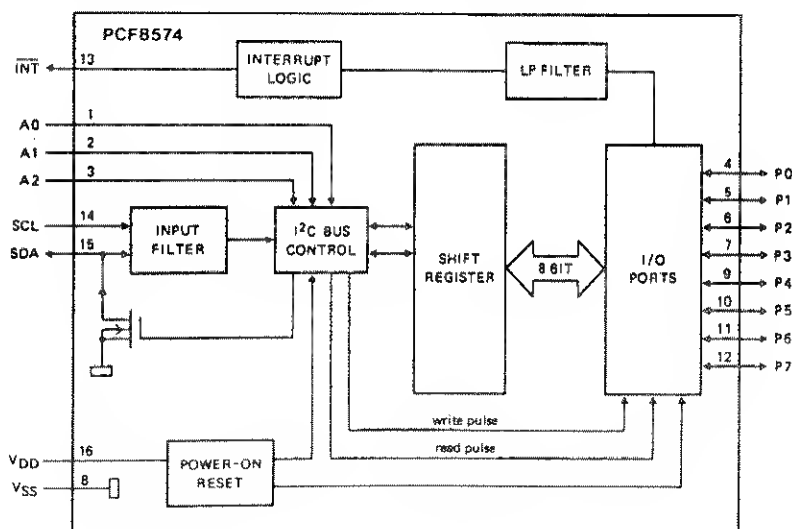 PCF8574
INT
13
INTERRUPT
LOGIC
LP FILTER
A0
1
A1
2
A2
3
SCL
14
SDA
15
INPUT
FILTER
I²C BUS
CONTROL
SHIFT
REGISTER
8 BIT
I/O
PORTS
4
P0
5
P1
6
P2
7
P3
9
P4
10
P5
11
P6
12
P7
write pulse
read pulse
VDD
16
POWER-ON
RESET
VSS
8